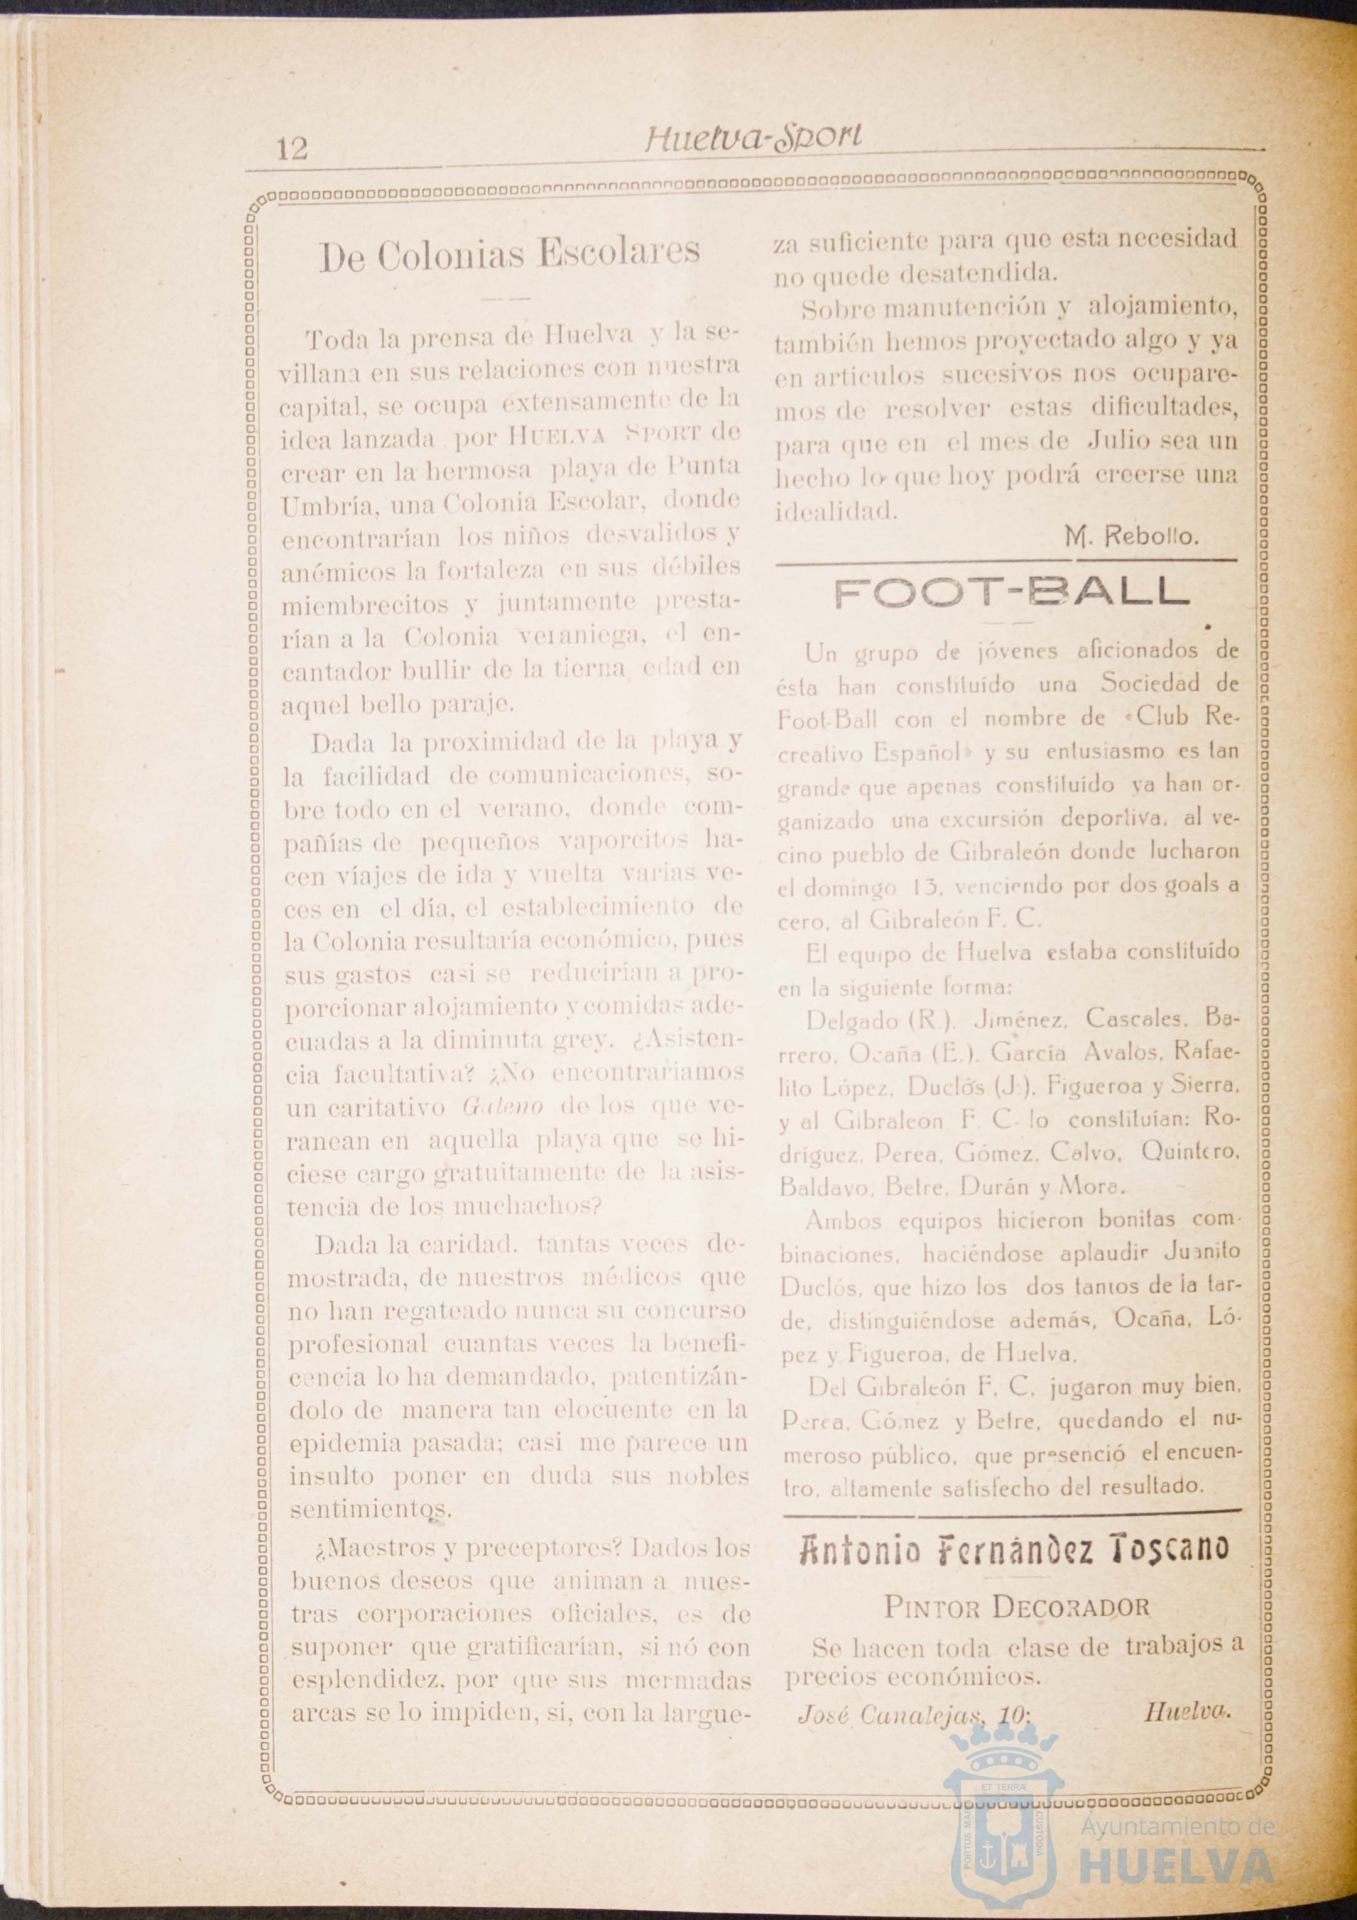 12
Huelva-Sport
De Colonias Escolares
Toda la prensa de Huelva y la se-
villana en sus relaciones con nuestra
capital, se ocupa extensamente de la
idea lanzada por HUELVA SPORT de
crear en la hermosa playa de Punta
Umbría, una Colonia Escolar, donde
encontrarían los niños desvalidos y
anémicos la fortaleza en sus débiles
miembrecitos y juntamente presta-
rían a la Colonia veraniega, el en-
cantador bullir de la tierna edad en
aquel bello paraje.
Dada la proximidad de la playa y
la facilidad de comunicaciones, so-
bre todo en el verano, donde com-
pañías de pequeños vaporcitos ha-
cen víajes de ida y vuelta varias ve-
ces en el día, el establecimiento de
la Colonia resultaría económico, pues
sus gastos casi se reducirían a pro-
porcionar alojamiento y comidas ade-
cuadas a la diminuta grey. ¿Asisten-
cia facultativa? ¿No encontraríamos
un caritativo Galeno de los que ve-
ranean en aquella playa que se hi-
ciese cargo gratuitamente de la asis-
tencia de los muchachos?
Dada la caridad. tantas veces de-
mostrada, de nuestros médicos que
no han regateado nunca su concurso
profesional cuantas veces la benefi-
cencia lo ha demandado, patentizán-
dolo de manera tan elocuente en la
epidemia pasada; casi me parece un
insulto poner en duda sus nobles
sentimientos.
¿Maestros y preceptores? Dados los
buenos deseos que animan a nues-
tras corporaciones oficiales, es de
suponer que gratificarían, si nó con
esplendidez, por que sus mermadas
arcas se lo impiden, si, con la largue-
za suficiente para que esta necesidad
no quede desatendida.
Sobre manutención y alojamiento,
también hemos proyectado algo y ya
en artículos sucesivos nos ocupare-
mos de resolver estas dificultades,
para que en el mes de Julio sea un
hecho lo que hoy podrá creerse una
idealidad.
M. Rebollo.
FOOT-BALL
Un grupo de jóvenes aficionados de
ésta han constituído una Sociedad de
Foot-Ball con el nombre de «Club Re-
creativo Español» y su entusiasmo es tan
grande que apenas constituído ya han or-
ganizado una excursión deportiva, al ve-
cino pueblo de Gibraleón donde lucharon
el domingo 13, venciendo por dos goals a
cero, al Gibraleón F. C.
El equipo de Huelva estaba constituído
en la siguiente forma:
Delgado (R.). Jiménez, Cascales, Ba-
rrero, Ocaña (E.), García Avalos, Rafae-
lito López, Duclós (J.), Figueroa y Sierra,
y al Gibraleón F. C. lo constituían: Ro-
dríguez, Perea, Gómez, Calvo, Quintero,
Baldayo, Betre, Durán y Mora.
Ambos equipos hicieron bonitas com-
binaciones, haciéndose aplaudir Juanito
Duclós, que hizo los dos tantos de la tar-
de, distinguiéndose además, Ocaña, Ló-
pez y Figueroa, de Huelva.
Del Gibraleón F. C. jugaron muy bien,
Perea, Gómez y Betre, quedando el nu-
meroso público, que presenció el encuen-
tro, altamente satisfecho del resultado.
Antonio Fernández Toscano
PINTOR DECORADOR
Se hacen toda clase de trabajos a
precios económicos.
José Canalejas, 10: Huelva.
ET TERRÆ
PORTUS MARIS
CUSTODIA
Ayuntamiento de
HUELVA